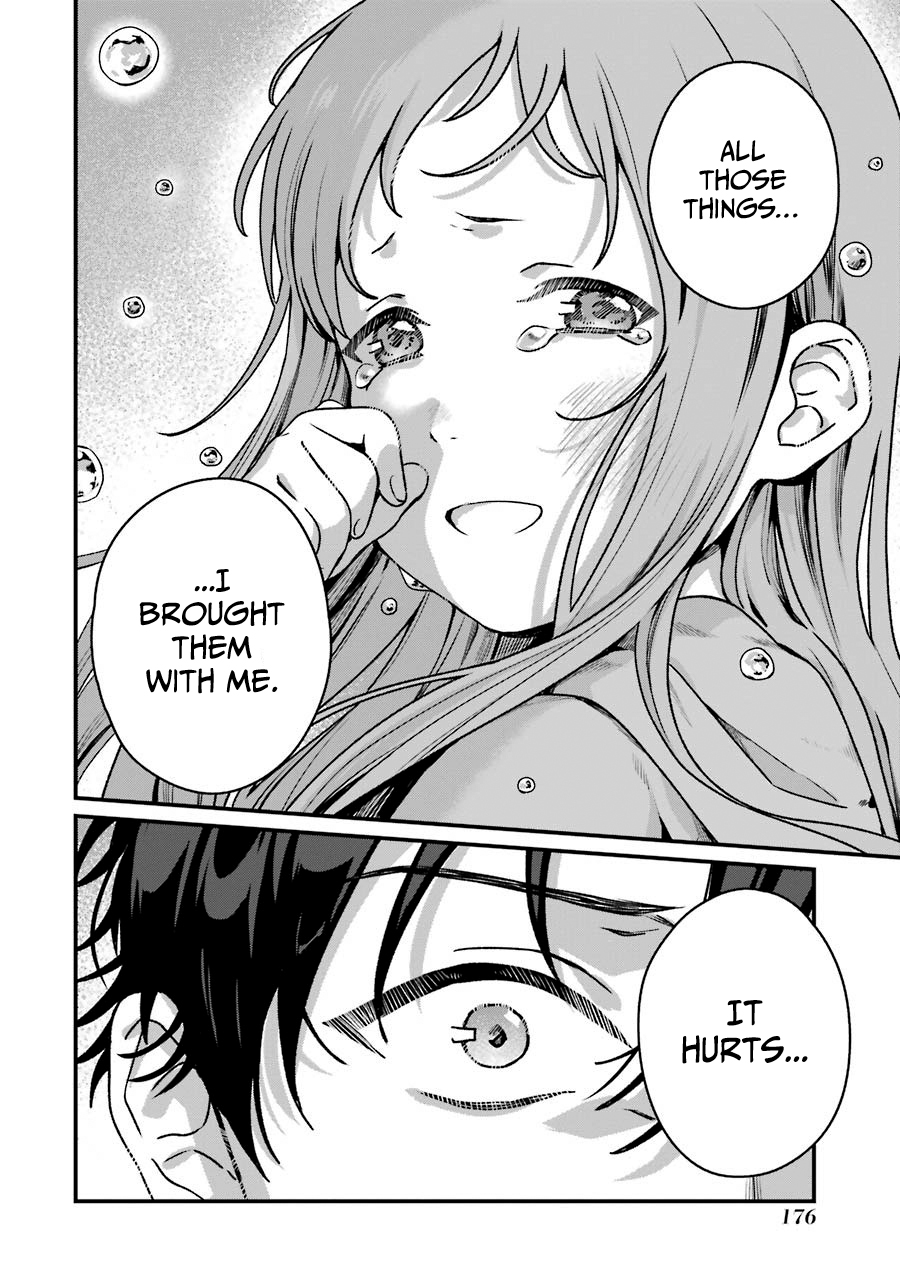 ALL
THOSE
THINGS...
...I
BROUGHT
THEM
WITH ME.
IT
HURTS...
176